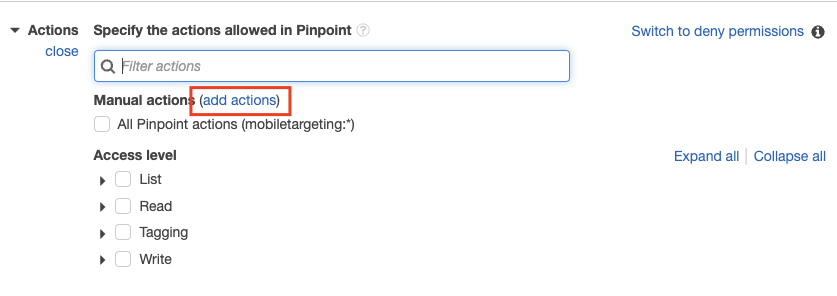 Actions Specify the actions allowed in Pinpoint ? Switch to deny permissions i
close
Filter actions
Manual actions (add actions)
All Pinpoint actions (mobiletargeting:*)
Access level Expand all | Collapse all
List
Read
Tagging
Write